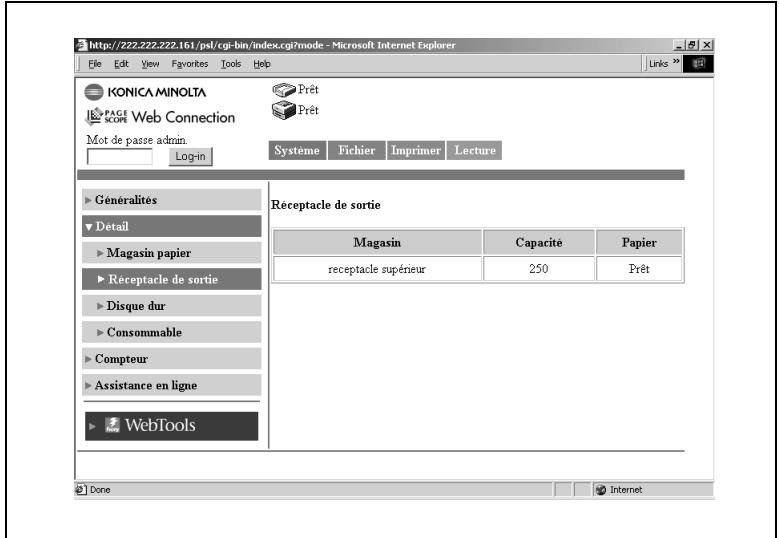 http://222.222.222.161/psl/cgi-bin/index.cgi?mode - Microsoft Internet Explorer
File Edit View Favorites Tools Help
Links »
KONICA MINOLTA
Prêt
PAGE SCOPE Web Connection
Prêt
Mot de passe admin.
Log-in
Système Fichier Imprimer Lecture
Généralités
Détail
Magasin papier
Réceptacle de sortie
Disque dur
Consommable
Compteur
Assistance en ligne
fiery WebTools
Réceptacle de sortie
Magasin Capacité Papier
receptacle supérieur 250 Prêt
Done
Internet